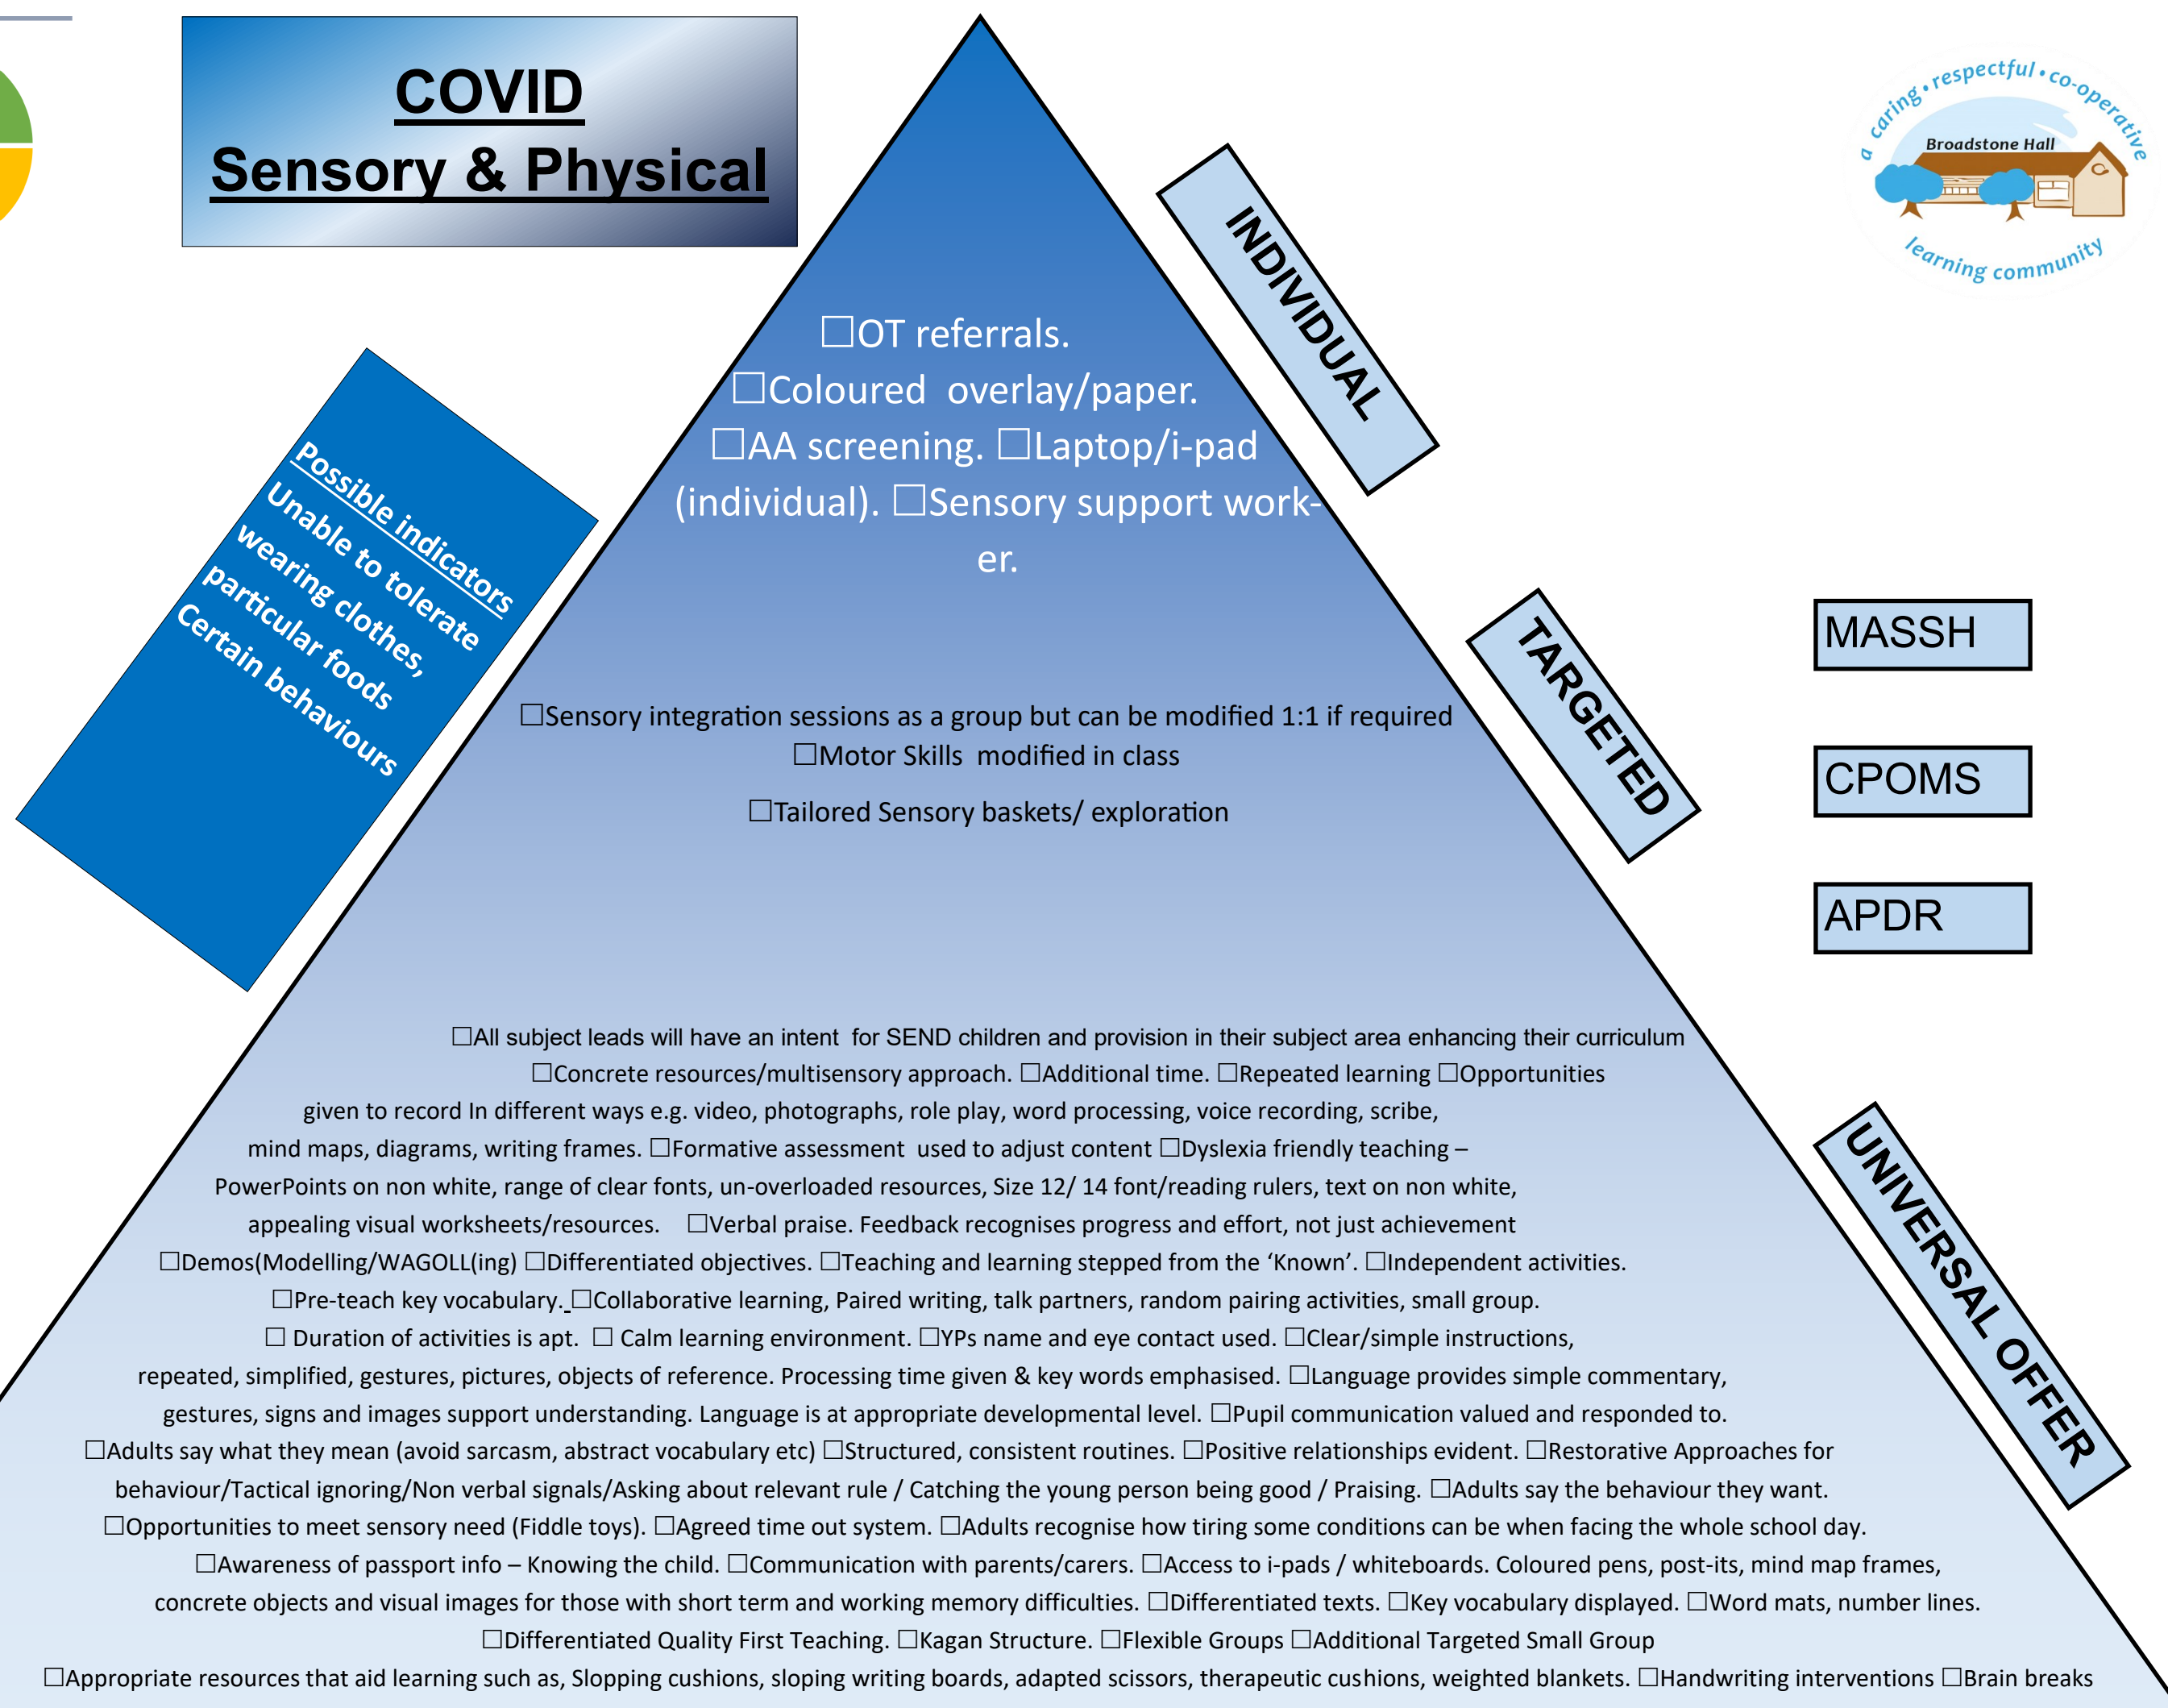 COVID
Sensory & Physical
a caring • respectful • co-operative
Broadstone Hall
learning community
INDIVIDUAL
☐OT referrals.
☐Coloured overlay/paper.
☐AA screening. ☐Laptop/i-pad
(individual). ☐Sensory support work-
er.
Possible indicators
Unable to tolerate
wearing clothes,
particular foods
Certain behaviours
TARGETED
☐Sensory integration sessions as a group but can be modified 1:1 if required
☐Motor Skills modified in class
☐Tailored Sensory baskets/ exploration
MASSH
CPOMS
APDR
UNIVERSAL OFFER
☐All subject leads will have an intent for SEND children and provision in their subject area enhancing their curriculum
☐Concrete resources/multisensory approach. ☐Additional time. ☐Repeated learning ☐Opportunities
given to record In different ways e.g. video, photographs, role play, word processing, voice recording, scribe,
mind maps, diagrams, writing frames. ☐Formative assessment used to adjust content ☐Dyslexia friendly teaching –
PowerPoints on non white, range of clear fonts, un-overloaded resources, Size 12/ 14 font/reading rulers, text on non white,
appealing visual worksheets/resources. ☐Verbal praise. Feedback recognises progress and effort, not just achievement
☐Demos(Modelling/WAGOLL(ing) ☐Differentiated objectives. ☐Teaching and learning stepped from the ‘Known’. ☐Independent activities.
☐Pre-teach key vocabulary. ☐Collaborative learning, Paired writing, talk partners, random pairing activities, small group.
☐ Duration of activities is apt. ☐ Calm learning environment. ☐YPs name and eye contact used. ☐Clear/simple instructions,
repeated, simplified, gestures, pictures, objects of reference. Processing time given & key words emphasised. ☐Language provides simple commentary,
gestures, signs and images support understanding. Language is at appropriate developmental level. ☐Pupil communication valued and responded to.
☐Adults say what they mean (avoid sarcasm, abstract vocabulary etc) ☐Structured, consistent routines. ☐Positive relationships evident. ☐Restorative Approaches for
behaviour/Tactical ignoring/Non verbal signals/Asking about relevant rule / Catching the young person being good / Praising. ☐Adults say the behaviour they want.
☐Opportunities to meet sensory need (Fiddle toys). ☐Agreed time out system. ☐Adults recognise how tiring some conditions can be when facing the whole school day.
☐Awareness of passport info – Knowing the child. ☐Communication with parents/carers. ☐Access to i-pads / whiteboards. Coloured pens, post-its, mind map frames,
concrete objects and visual images for those with short term and working memory difficulties. ☐Differentiated texts. ☐Key vocabulary displayed. ☐Word mats, number lines.
☐Differentiated Quality First Teaching. ☐Kagan Structure. ☐Flexible Groups ☐Additional Targeted Small Group
☐Appropriate resources that aid learning such as, Slopping cushions, sloping writing boards, adapted scissors, therapeutic cushions, weighted blankets. ☐Handwriting interventions ☐Brain breaks